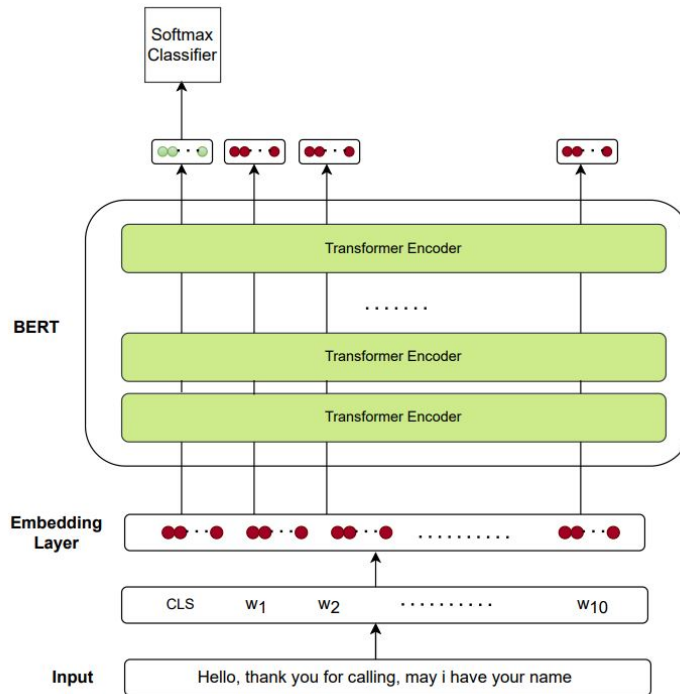 Softmax
Classifier
Transformer Encoder
.......
BERT
Transformer Encoder
Transformer Encoder
Embedding
Layer
..........
CLS w1 w2 .......... w10
Input Hello, thank you for calling, may i have your name